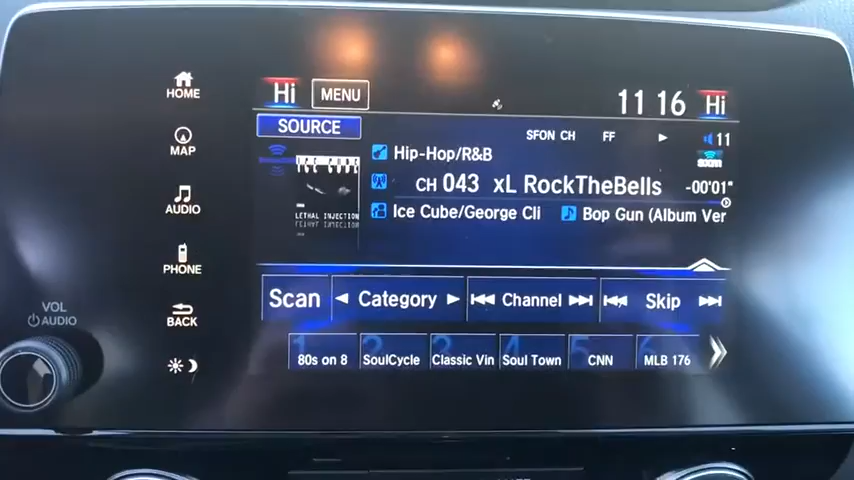 HOME
Hi MENU 11 16 Hi
SOURCE
SFON CH FF 11
MAP
Hip-Hop/R&B
CH 043 xL RockTheBells -00'01"
AUDIO
LETHAL INJECTION
Ice Cube/George Cli Bop Gun (Album Ver
PHONE
Scan Category Channel Skip
VOL
AUDIO
BACK
1 80s on 8
2 SoulCycle
3 Classic Vin
4 Soul Town
5 CNN
6 MLB 176